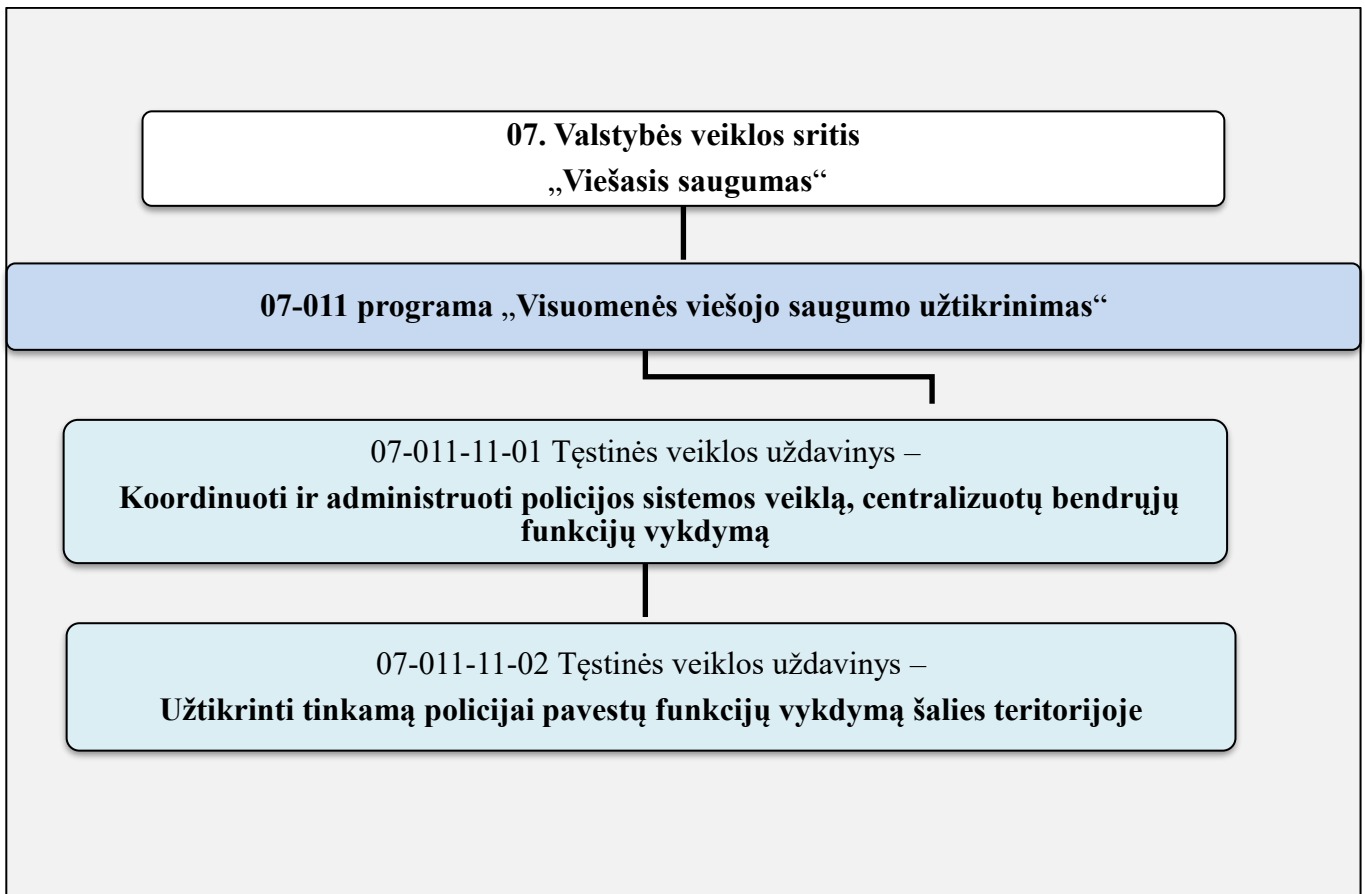 07. Valstybės veiklos sritis
„Viešasis saugumas“
07-011 programa „Visuomenės viešojo saugumo užtikrinimas“
07-011-11-01 Tęstinės veiklos uždavinys –
Koordinuoti ir administruoti policijos sistemos veiklą, centralizuotų bendrųjų
funkcijų vykdymą
07-011-11-02 Tęstinės veiklos uždavinys –
Užtikrinti tinkamą policijai pavestų funkcijų vykdymą šalies teritorijoje